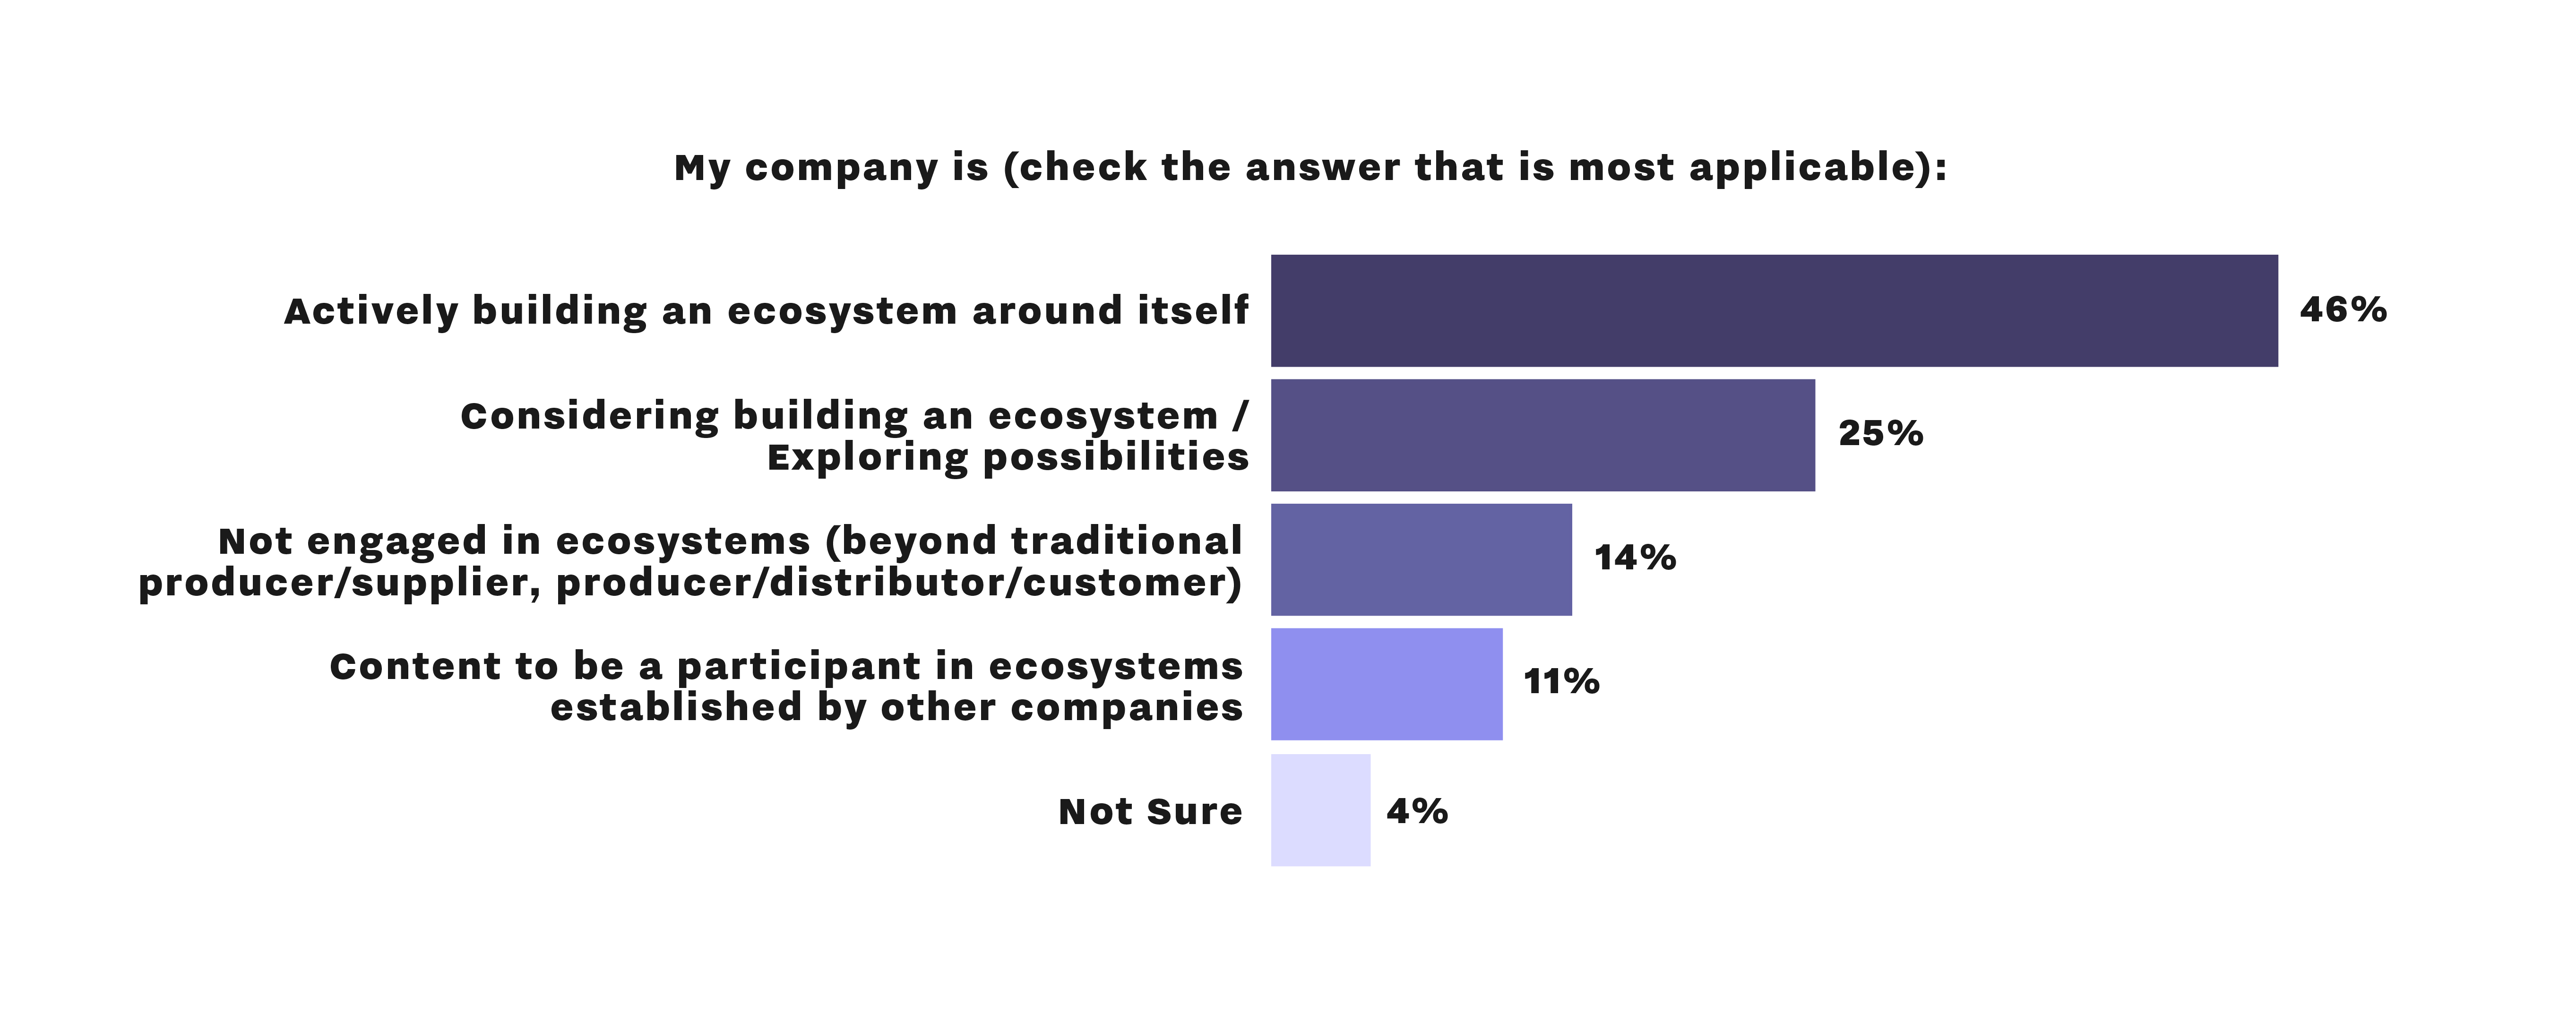 My company is (check the answer that is most applicable):
Actively building an ecosystem around itself
46%
Considering building an ecosystem /
Exploring possibilities
25%
Not engaged in ecosystems (beyond traditional
producer/supplier, producer/distributor/customer)
14%
Content to be a participant in ecosystems
established by other companies
11%
Not Sure
4%